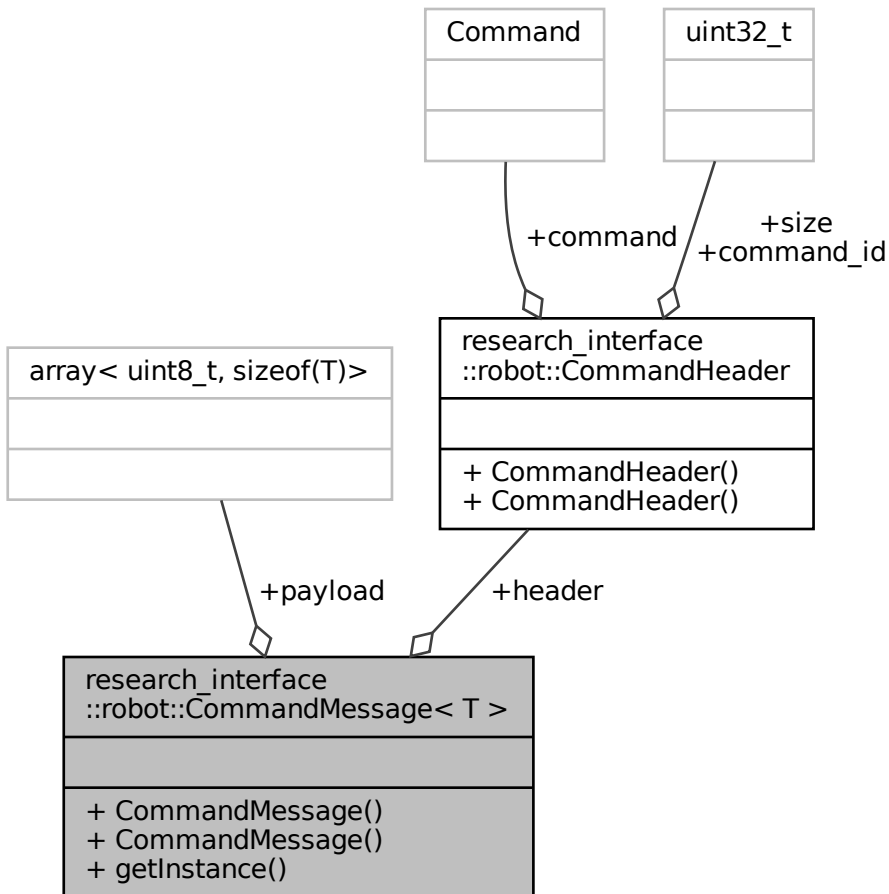 Command
uint32_t
+command
+size
+command_id
research_interface
::robot::CommandHeader
+ CommandHeader()
+ CommandHeader()
array< uint8_t, sizeof(T)>
+payload
+header
research_interface
::robot::CommandMessage< T >
+ CommandMessage()
+ CommandMessage()
+ getInstance()